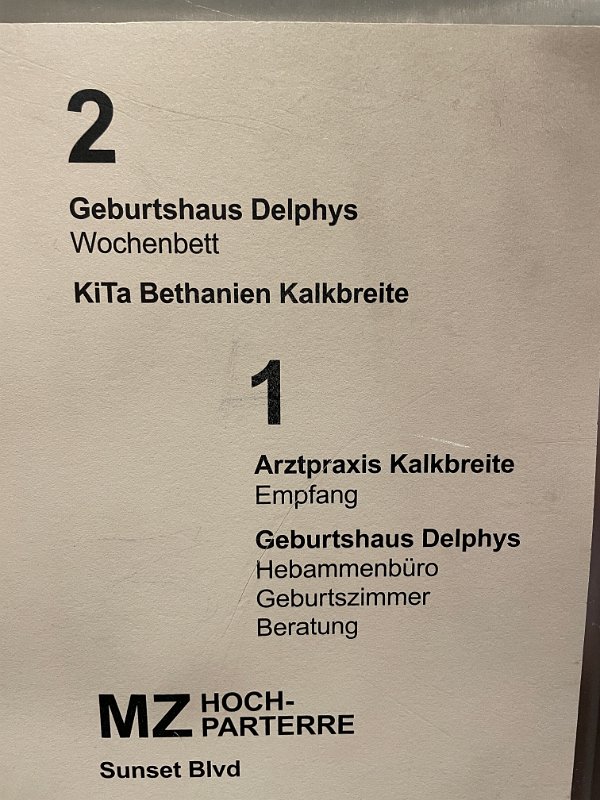 2
Geburtshaus Delphys
Wochenbett
KiTa Bethanien Kalkbreite
1
Arztpraxis Kalkbreite
Empfang
Geburtshaus Delphys
Hebammenbüro
Geburtszimmer
Beratung
MZ HOCH-
PARTERRE
Sunset Blvd